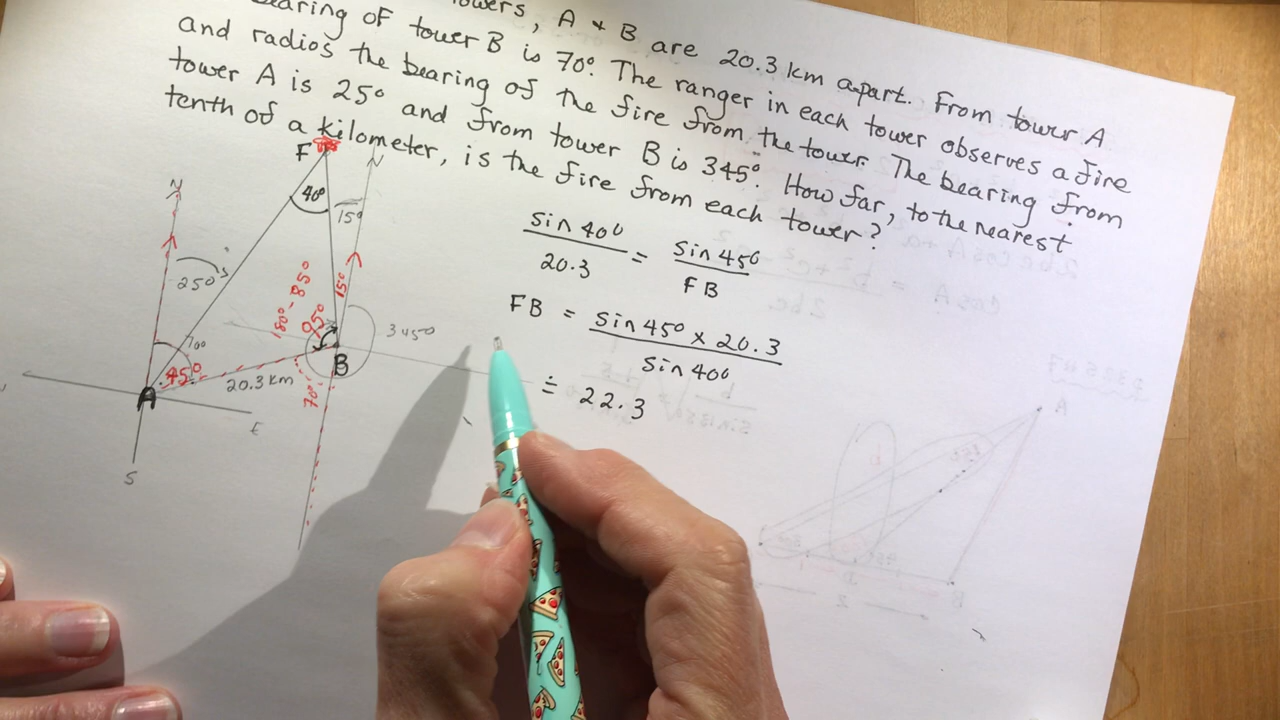 towers, A & B are 20.3 km apart. From tower A
bearing of tower B is 70°. The ranger in each tower observes a fire
and radios the bearing of the fire from the tower. The bearing from
tower A is 25° and from tower B is 345°. How far, to the nearest
tenth of a kilometer, is the fire from each tower?
F
N
N
40°
15°
25°
180°-85°
95°
15°
345°
70°
45°
A
20.3 km
B
70°
E
S
sin 40° / 20.3 = sin 45° / FB
FB = sin 45° x 20.3 / sin 40°
≐ 22.3
A
B